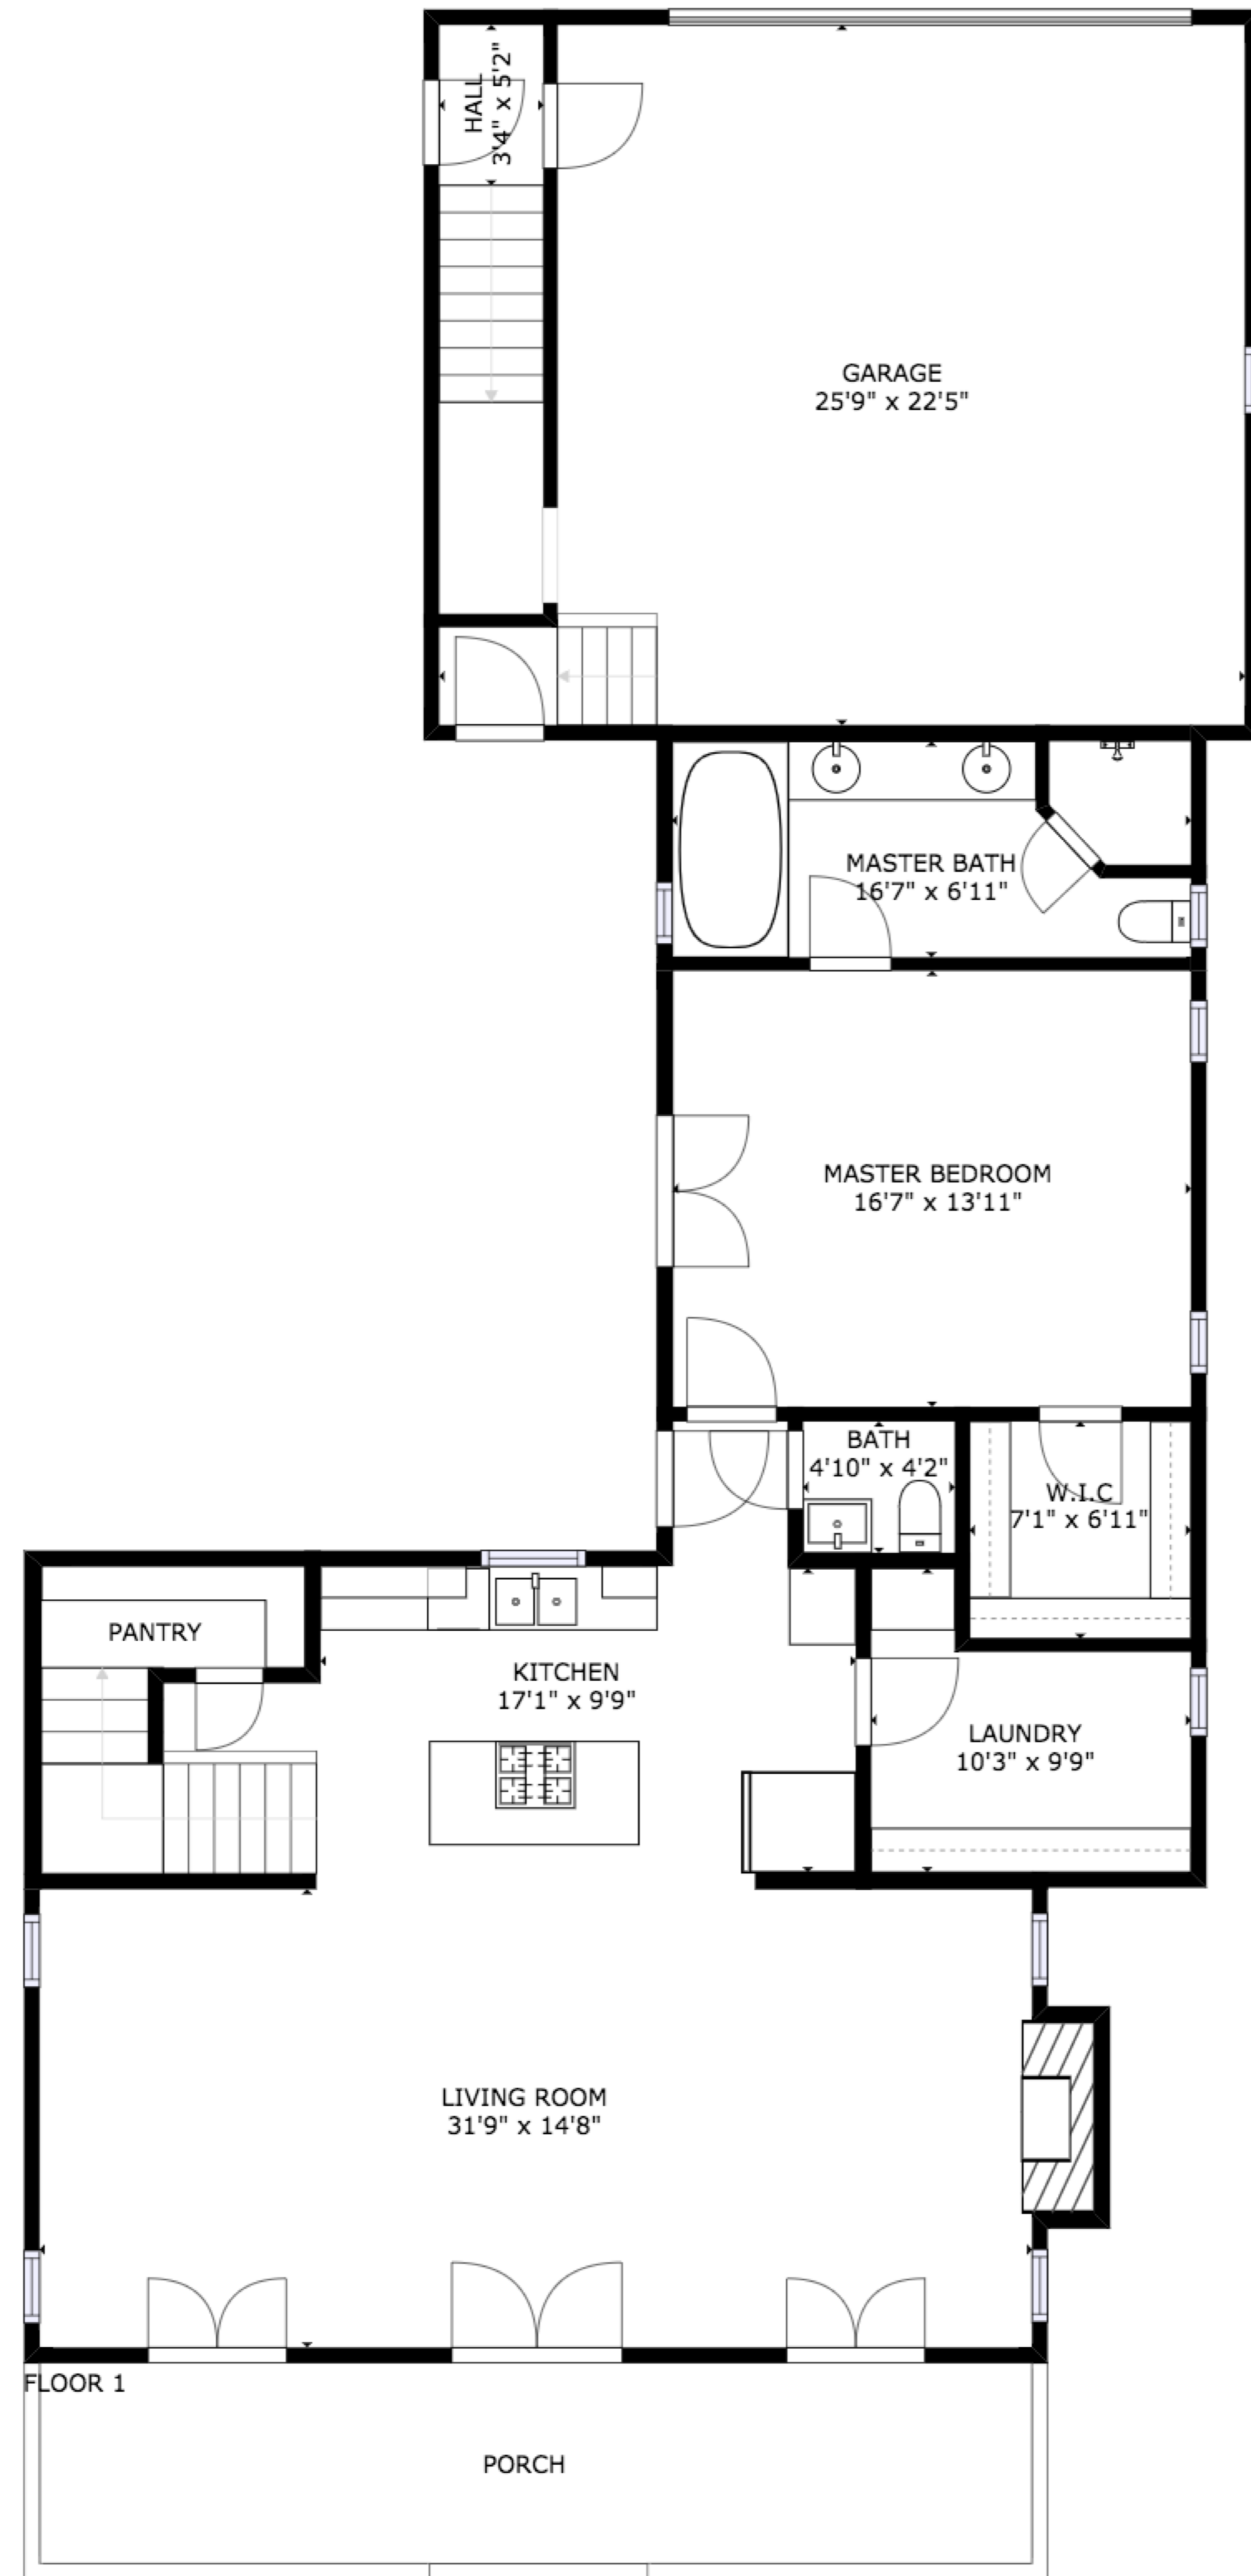 HALL
3'4" x 5'2"
GARAGE
25'9" x 22'5"
MASTER BATH
16'7" x 6'11"
MASTER BEDROOM
16'7" x 13'11"
BATH
4'10" x 4'2"
W.I.C
7'1" x 6'11"
PANTRY
KITCHEN
17'1" x 9'9"
LAUNDRY
10'3" x 9'9"
LIVING ROOM
31'9" x 14'8"
FLOOR 1
PORCH